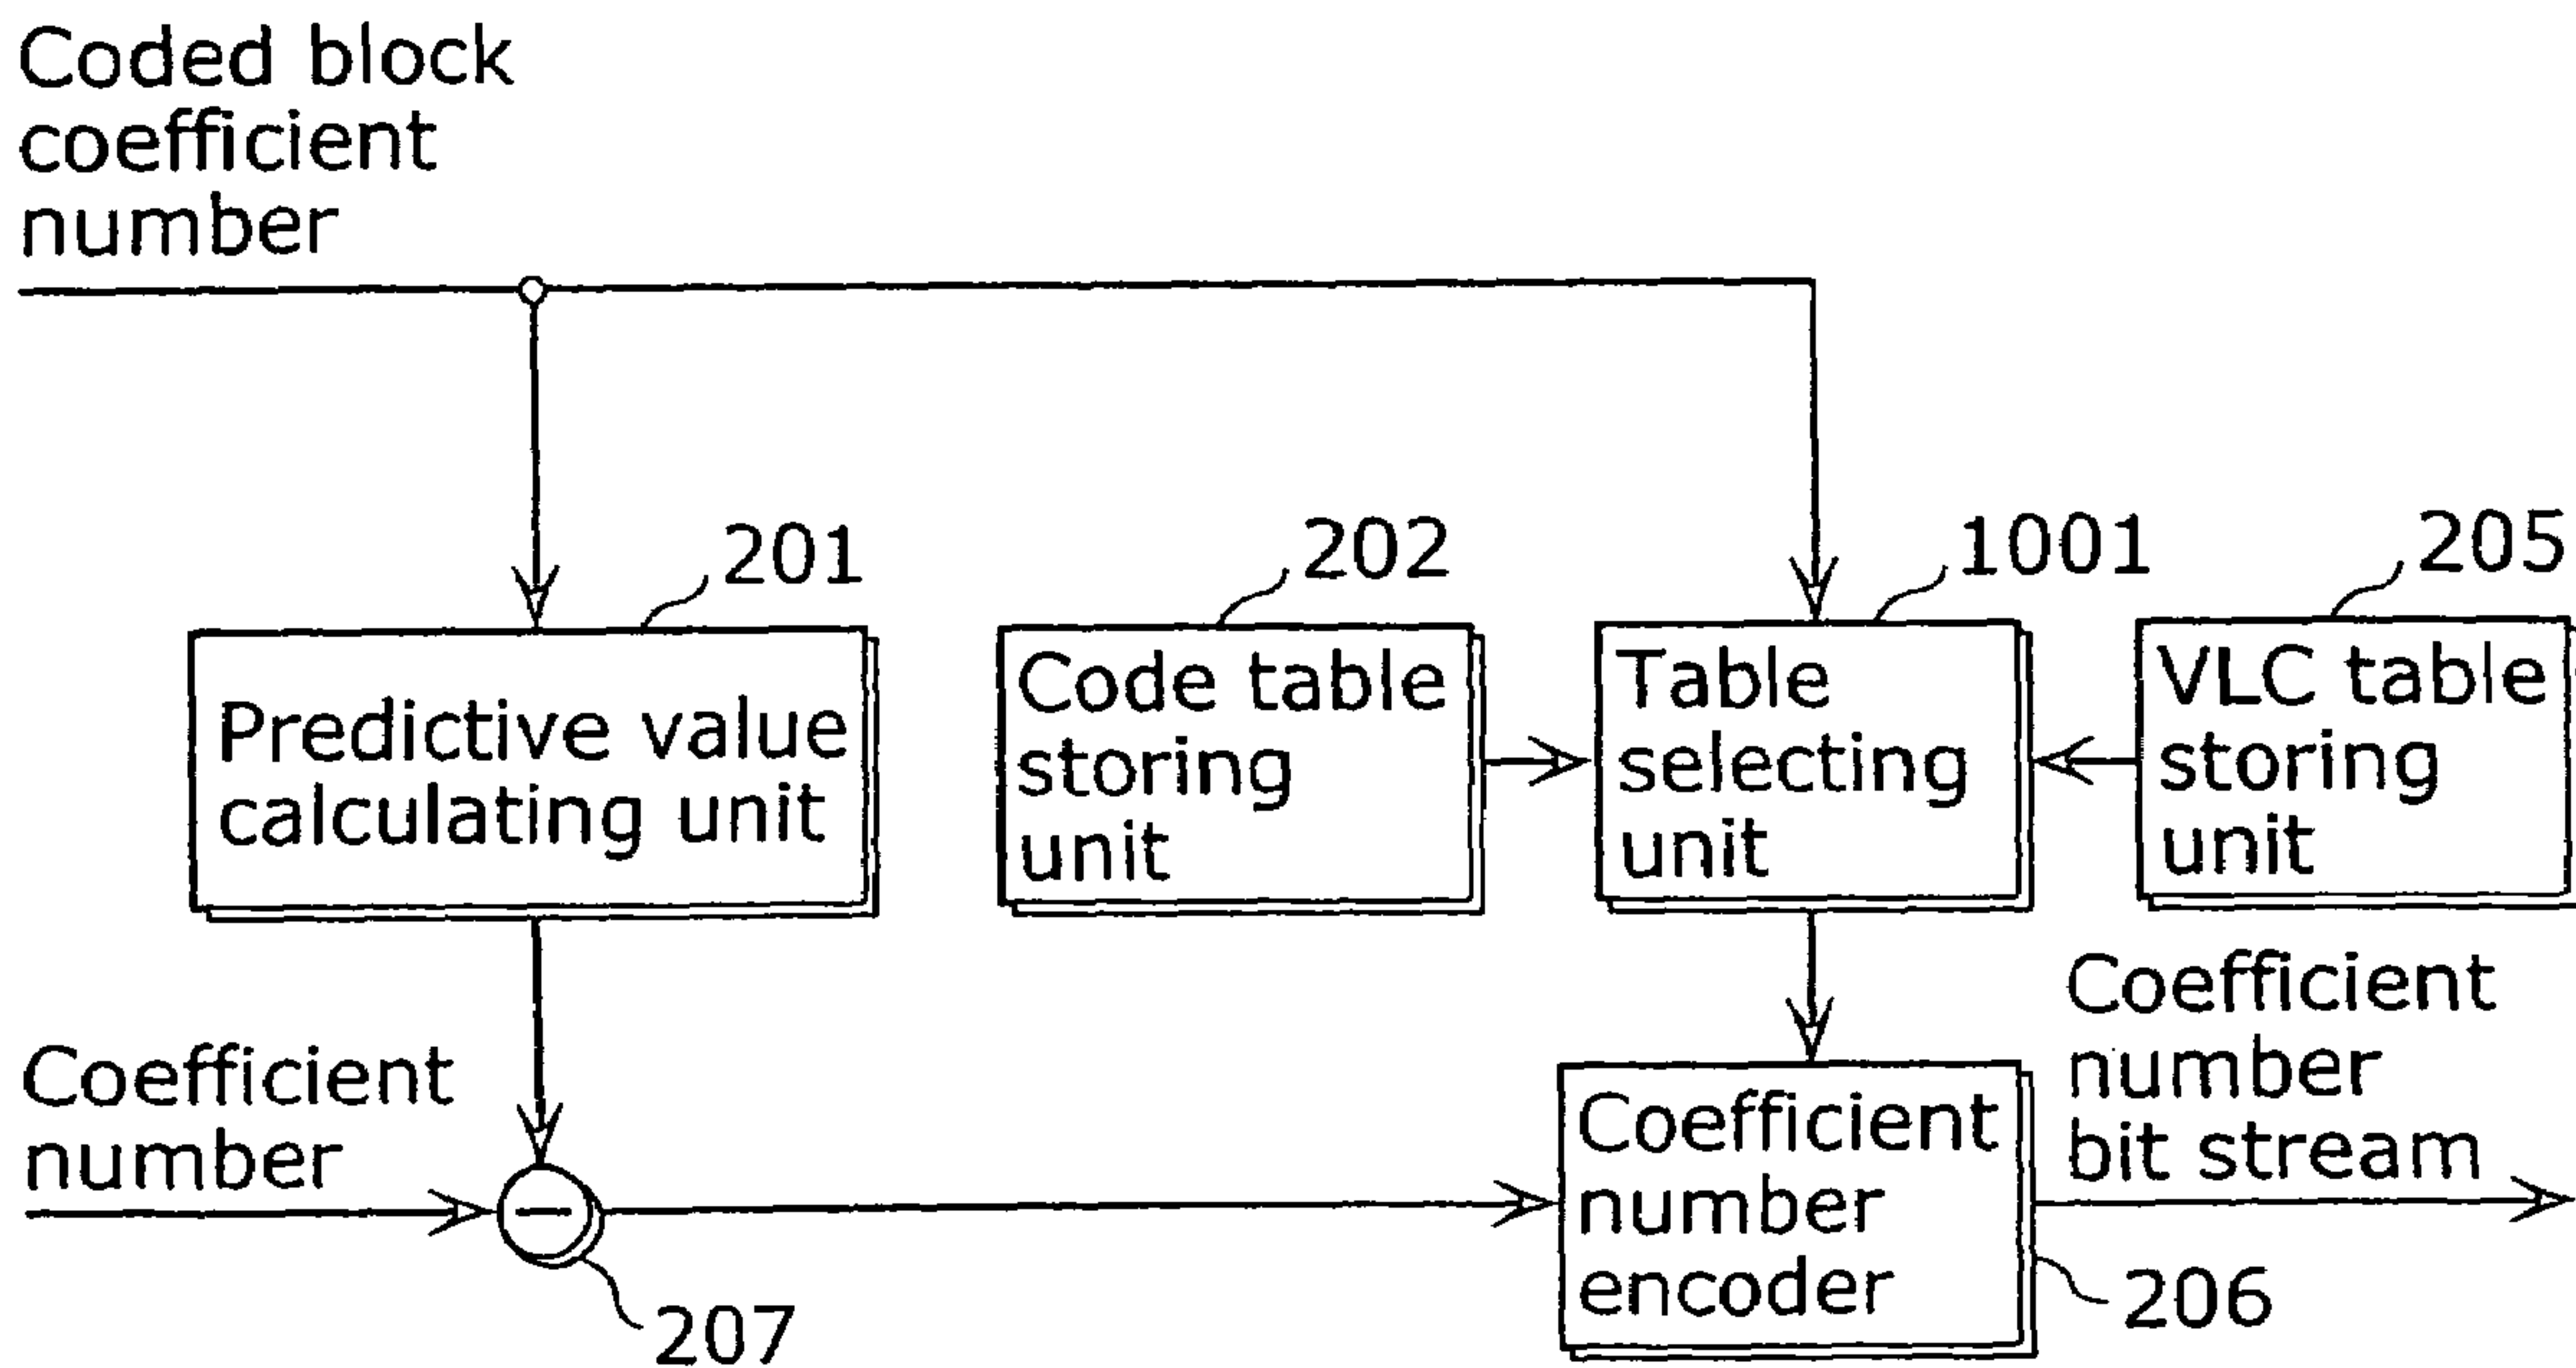 Coded block
coefficient
number
201
202
1001
205
Predictive value
calculating unit
Code table
storing
unit
Table
selecting
unit
VLC table
storing
unit
Coefficient
number
207
Coefficient
number
encoder
206
Coefficient
number
bit stream